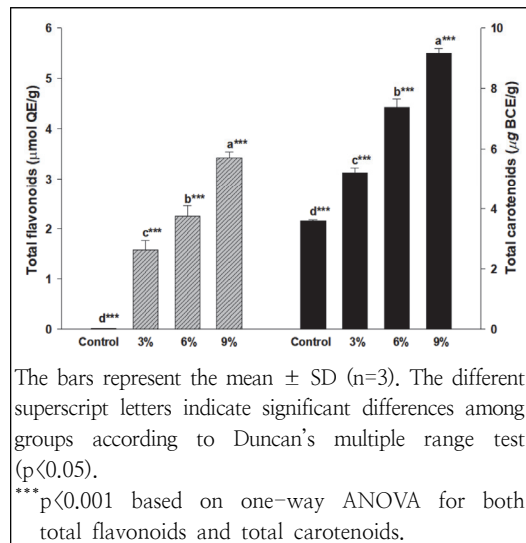 Total flavonoids (μmol QE/g)
6
5
4
3
2
1
0
d***
c***
b***
a***
d***
c***
b***
a***
Control 3% 6% 9% Control 3% 6% 9%
10
8
6
4
2
0
Total carotenoids (μg BCE/g)
The bars represent the mean ± SD (n=3). The different
superscript letters indicate significant differences among
groups according to Duncan's multiple range test
(p<0.05).
***p<0.001 based on one-way ANOVA for both
total flavonoids and total carotenoids.